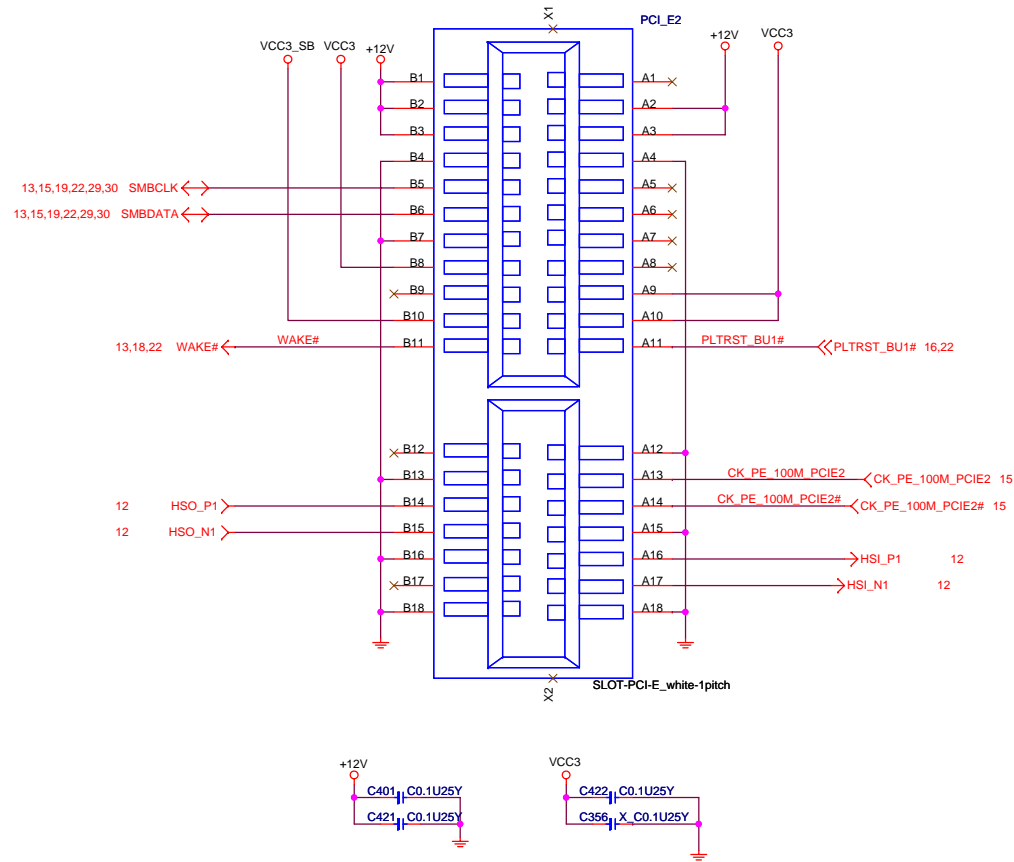 X1
PCI_E2
VCC3_SB VCC3 +12V
+12V VCC3
B1 A1
B2 A2
B3 A3
B4 A4
13,15,19,22,29,30 SMBCLK B5 A5
13,15,19,22,29,30 SMBDATA B6 A6
B7 A7
B8 A8
B9 A9
B10 A10
13,18,22 WAKE# WAKE# B11 A11 PLTRST_BU1# PLTRST_BU1# 16,22
B12 A12
B13 A13 CK_PE_100M_PCIE2 CK_PE_100M_PCIE2 15
12 HSO_P1 B14 A14 CK_PE_100M_PCIE2# CK_PE_100M_PCIE2# 15
12 HSO_N1 B15 A15
B16 A16 HSI_P1 12
B17 A17 HSI_N1 12
B18 A18
X2
SLOT-PCI-E_white-1pitch
+12V VCC3
C401 C0.1U25Y C422 C0.1U25Y
C421 C0.1U25Y C356 X_C0.1U25Y